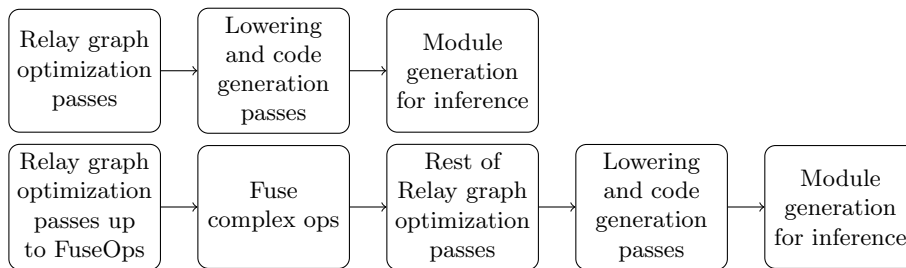 Relay graph
optimization
passes
Lowering
and code
generation
passes
Module
generation
for inference
Relay graph
optimization
passes up
to FuseOps
Fuse
complex ops
Rest of
Relay graph
optimization
passes
Lowering
and code
generation
passes
Module
generation
for inference